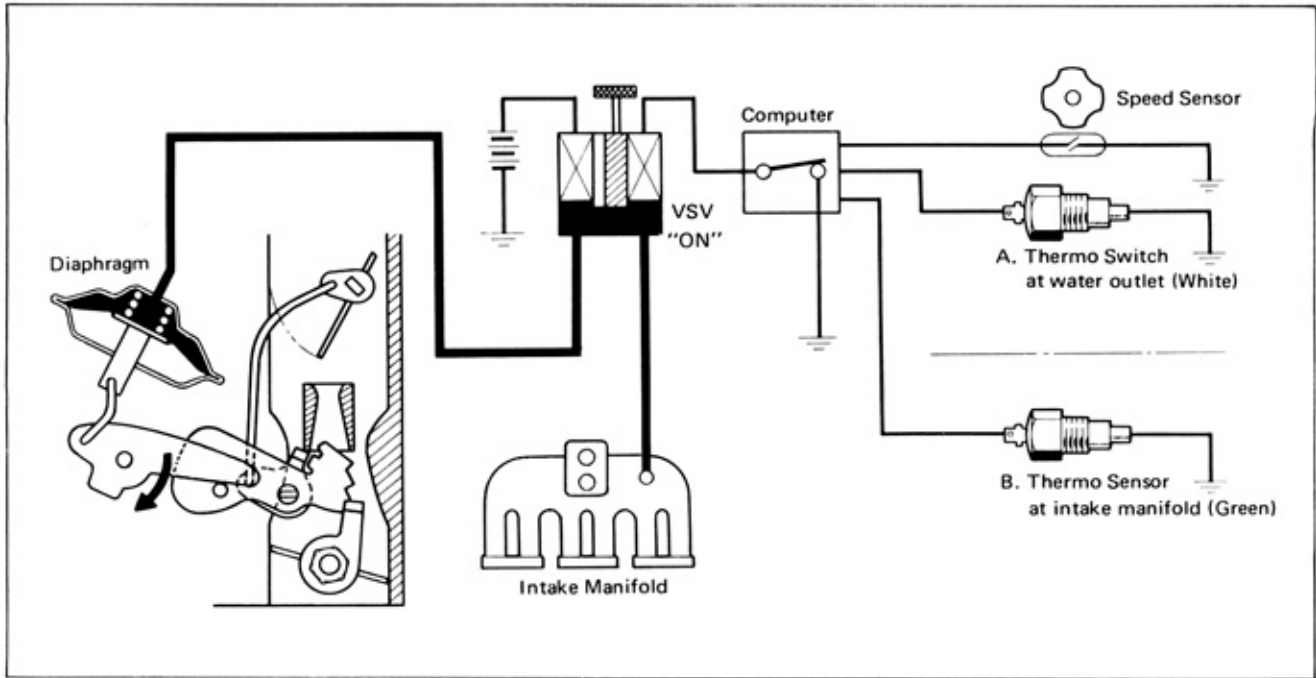 Speed Sensor
Computer
VSV
"ON"
A. Thermo Switch
at water outlet (White)
Diaphragm
B. Thermo Sensor
at intake manifold (Green)
Intake Manifold